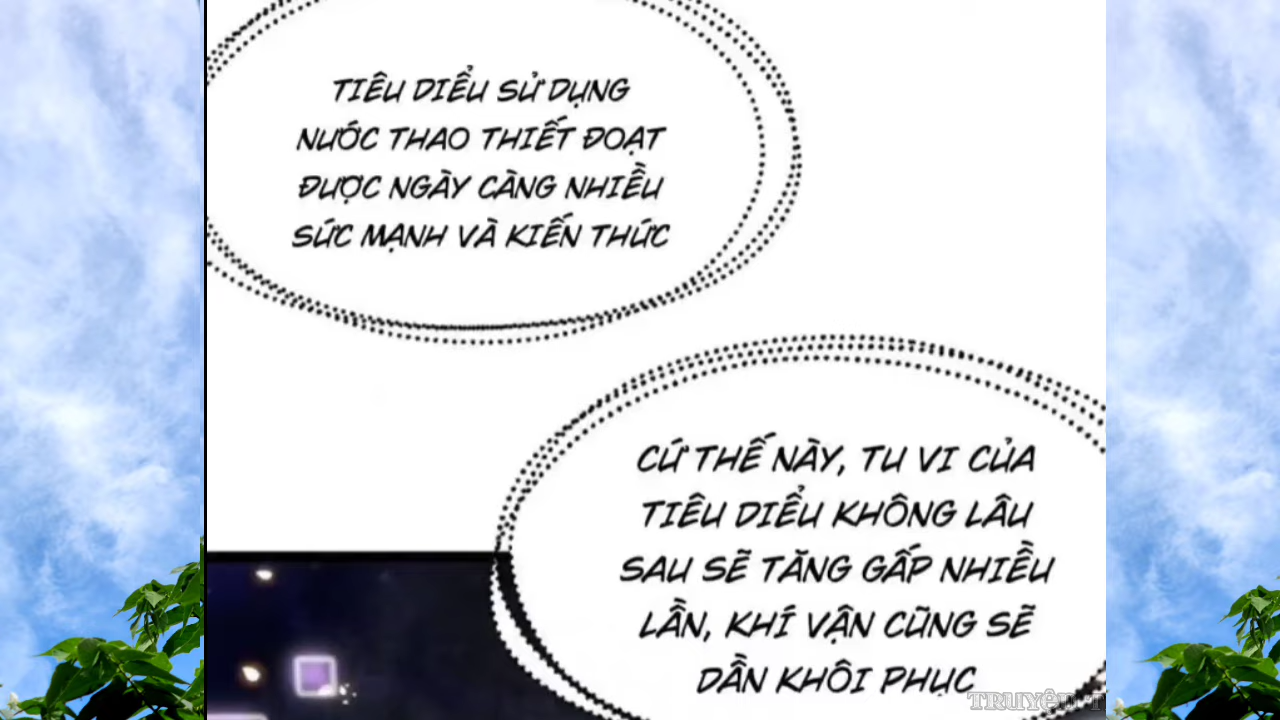 TIÊU DIỂU SỬ DỤNG
NƯỚC THAO THIẾT ĐOẠT
ĐƯỢC NGÀY CÀNG NHIỀU
SỨC MẠNH VÀ KIẾN THỨC
CỨ THẾ NÀY, TU VI CỦA
TIÊU DIỂU KHÔNG LÂU
SAU SẼ TĂNG GẤP NHIỀU
LẦN, KHÍ VẬN CŨNG SẼ
DẦN KHÔI PHỤC